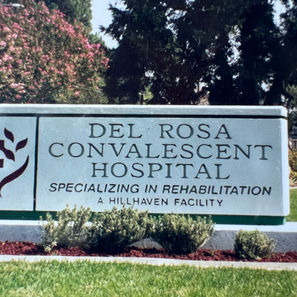 DEL ROSA
CONVALESCENT
HOSPITAL
SPECIALIZING IN REHABILITATION
A HILLHAVEN FACILITY